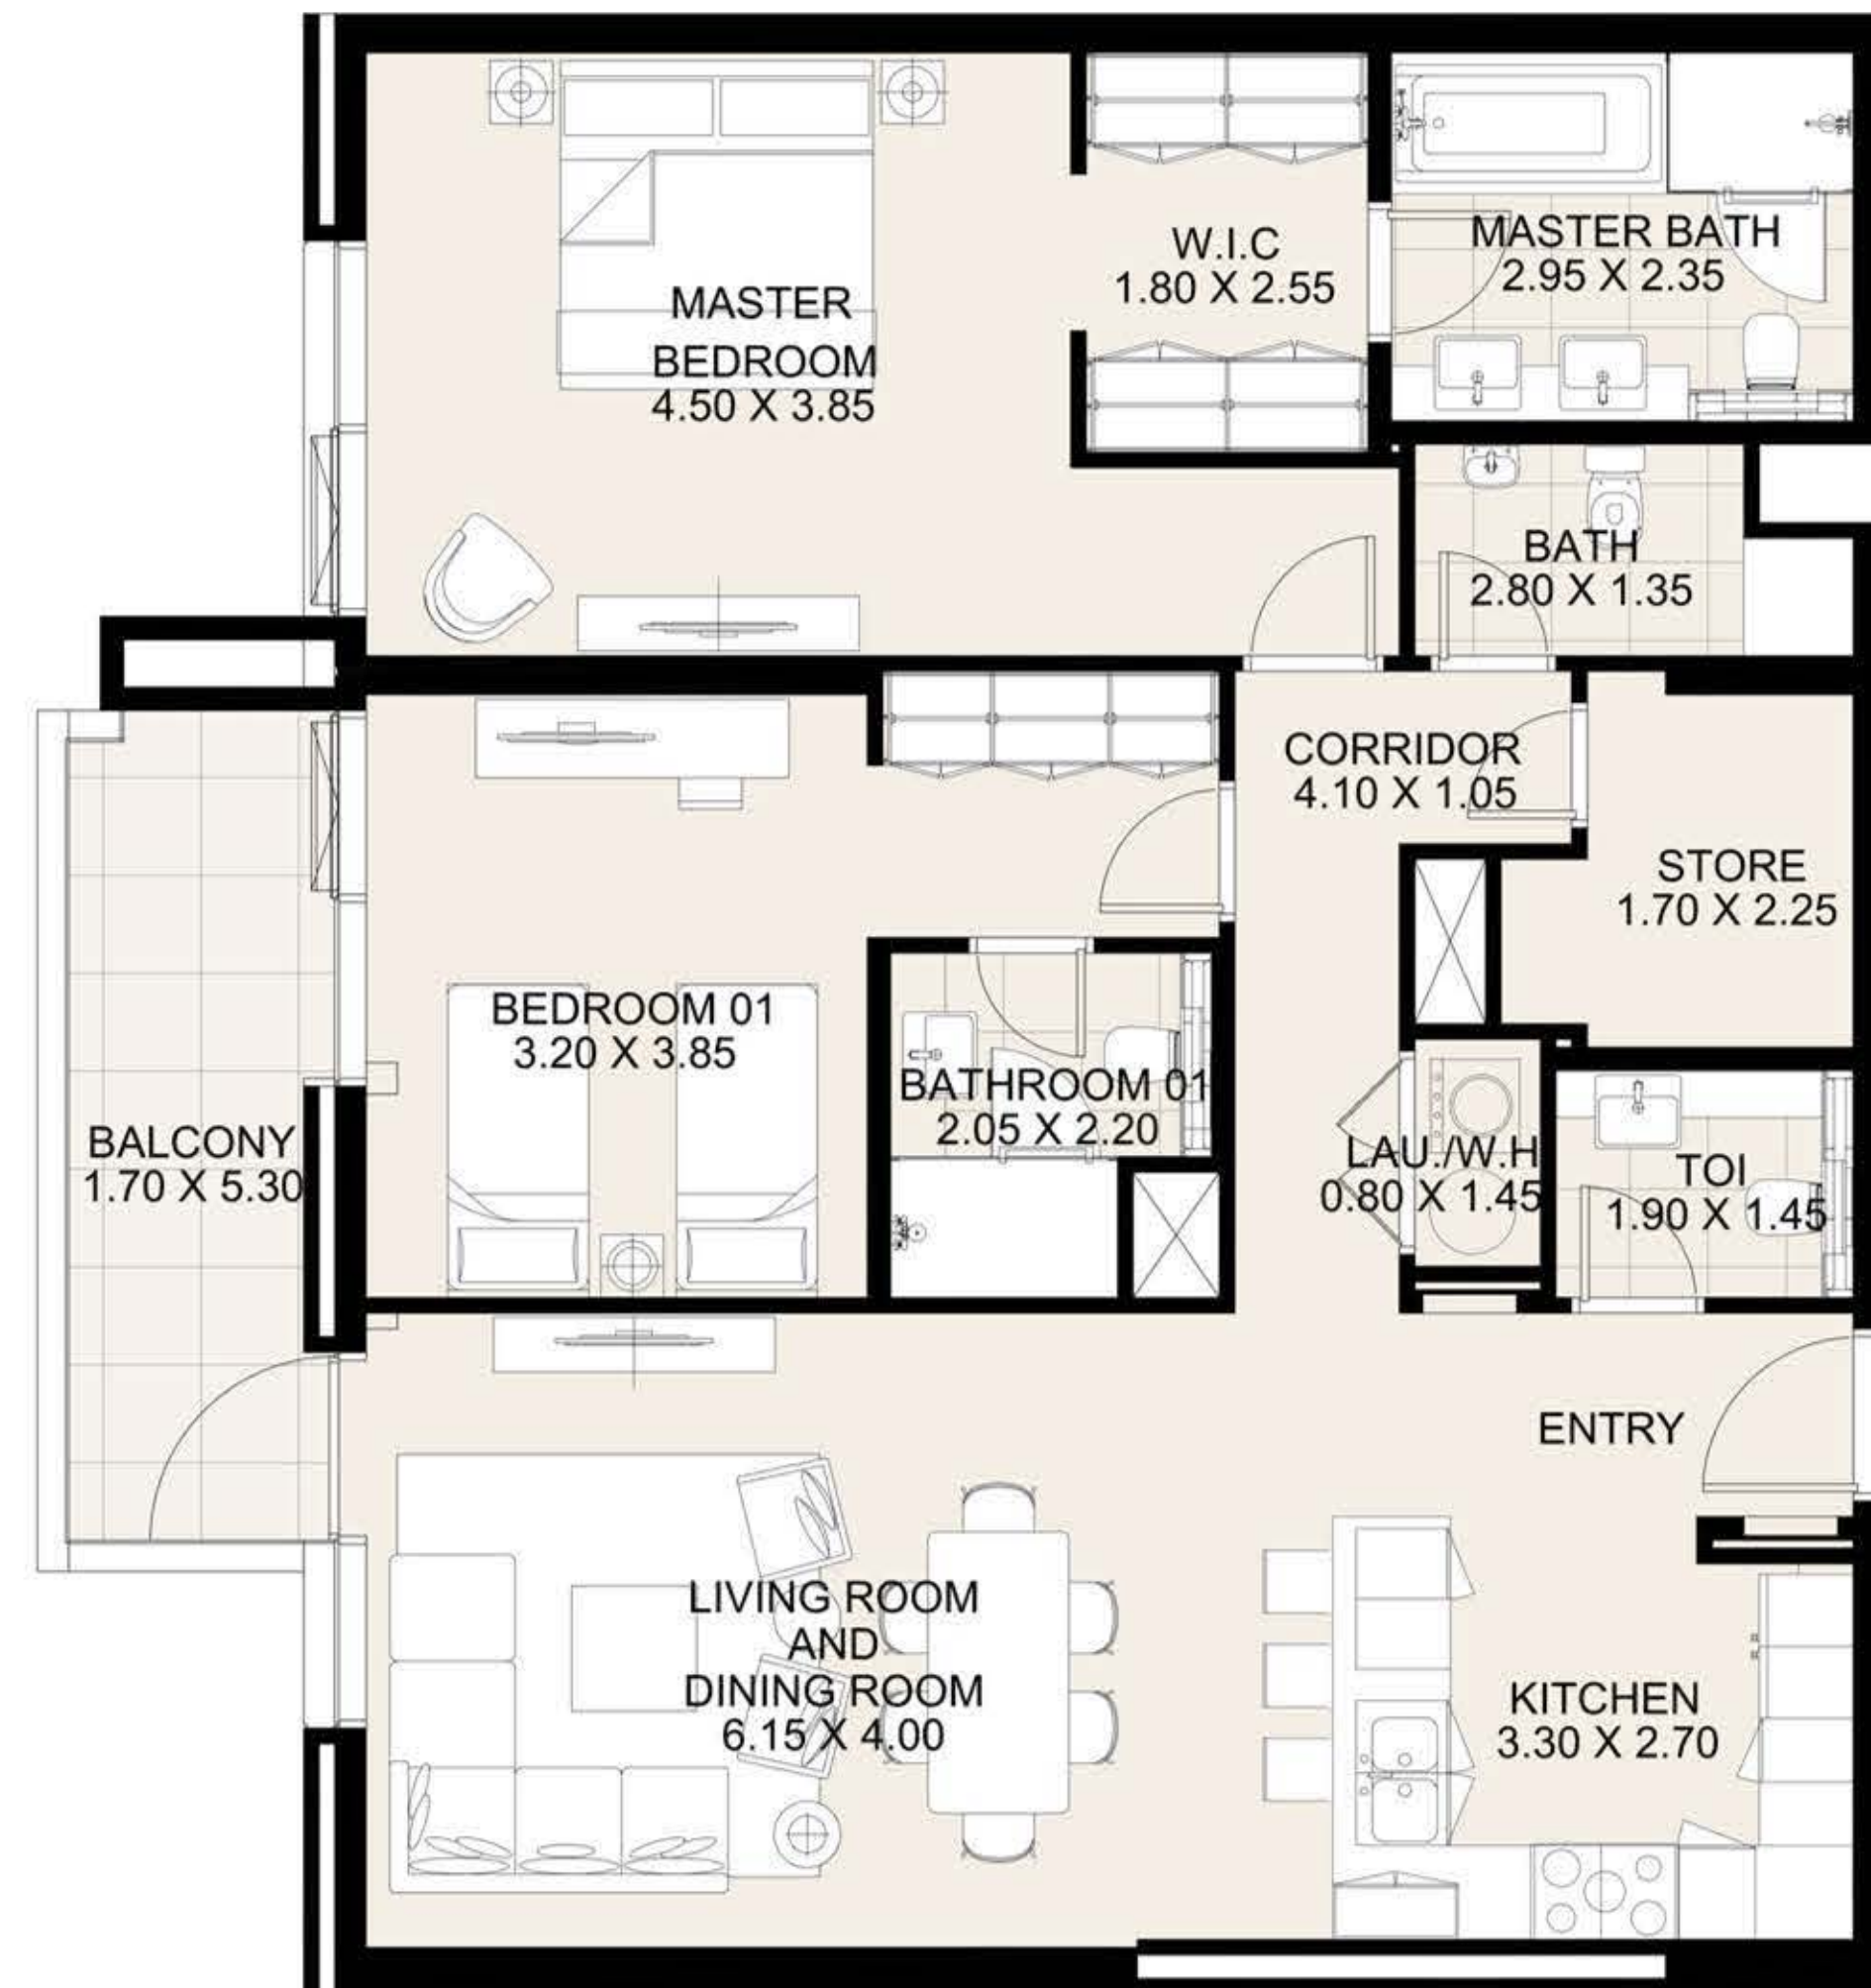 MASTER
BEDROOM
4.50 X 3.85
W.I.C
1.80 X 2.55
MASTER BATH
2.95 X 2.35
BATH
2.80 X 1.35
CORRIDOR
4.10 X 1.05
STORE
1.70 X 2.25
BEDROOM 01
3.20 X 3.85
BATHROOM 01
2.05 X 2.20
BALCONY
1.70 X 5.30
LAU./W.H
0.80 X 1.45
TOI
1.90 X 1.45
ENTRY
LIVING ROOM
AND
DINING ROOM
6.15 X 4.00
KITCHEN
3.30 X 2.70